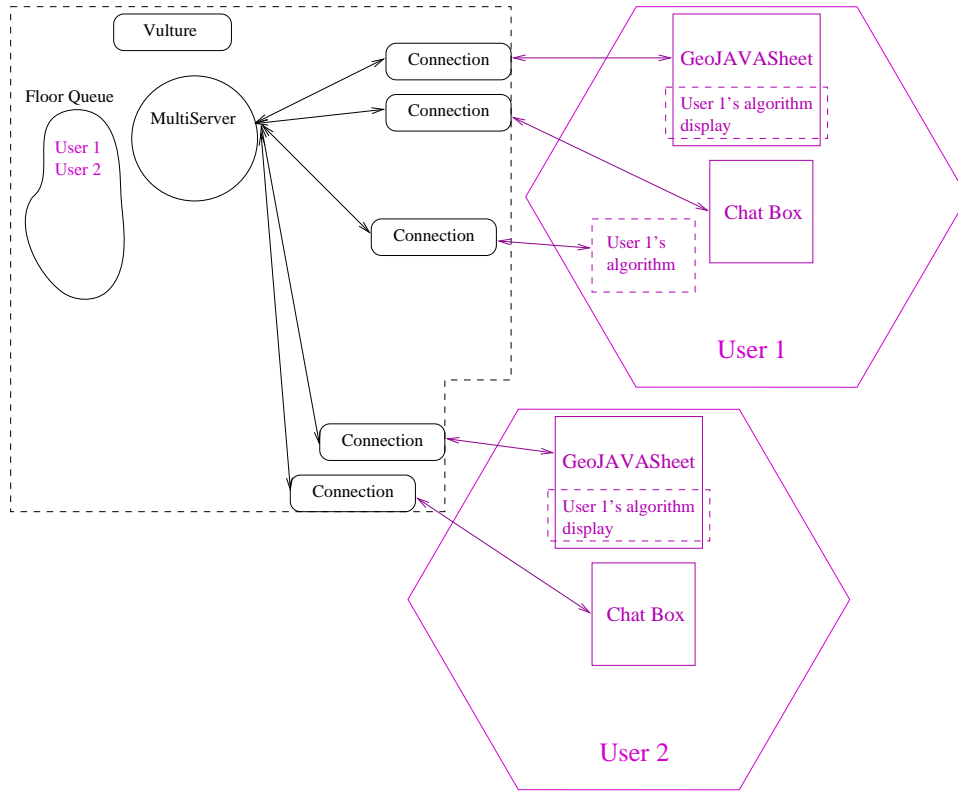 Vulture
Floor Queue
User 1
User 2
MultiServer
Connection
Connection
Connection
Connection
Connection
GeoJAVASheet
User 1's algorithm
display
Chat Box
User 1's
algorithm
User 1
GeoJAVASheet
User 1's algorithm
display
Chat Box
User 2